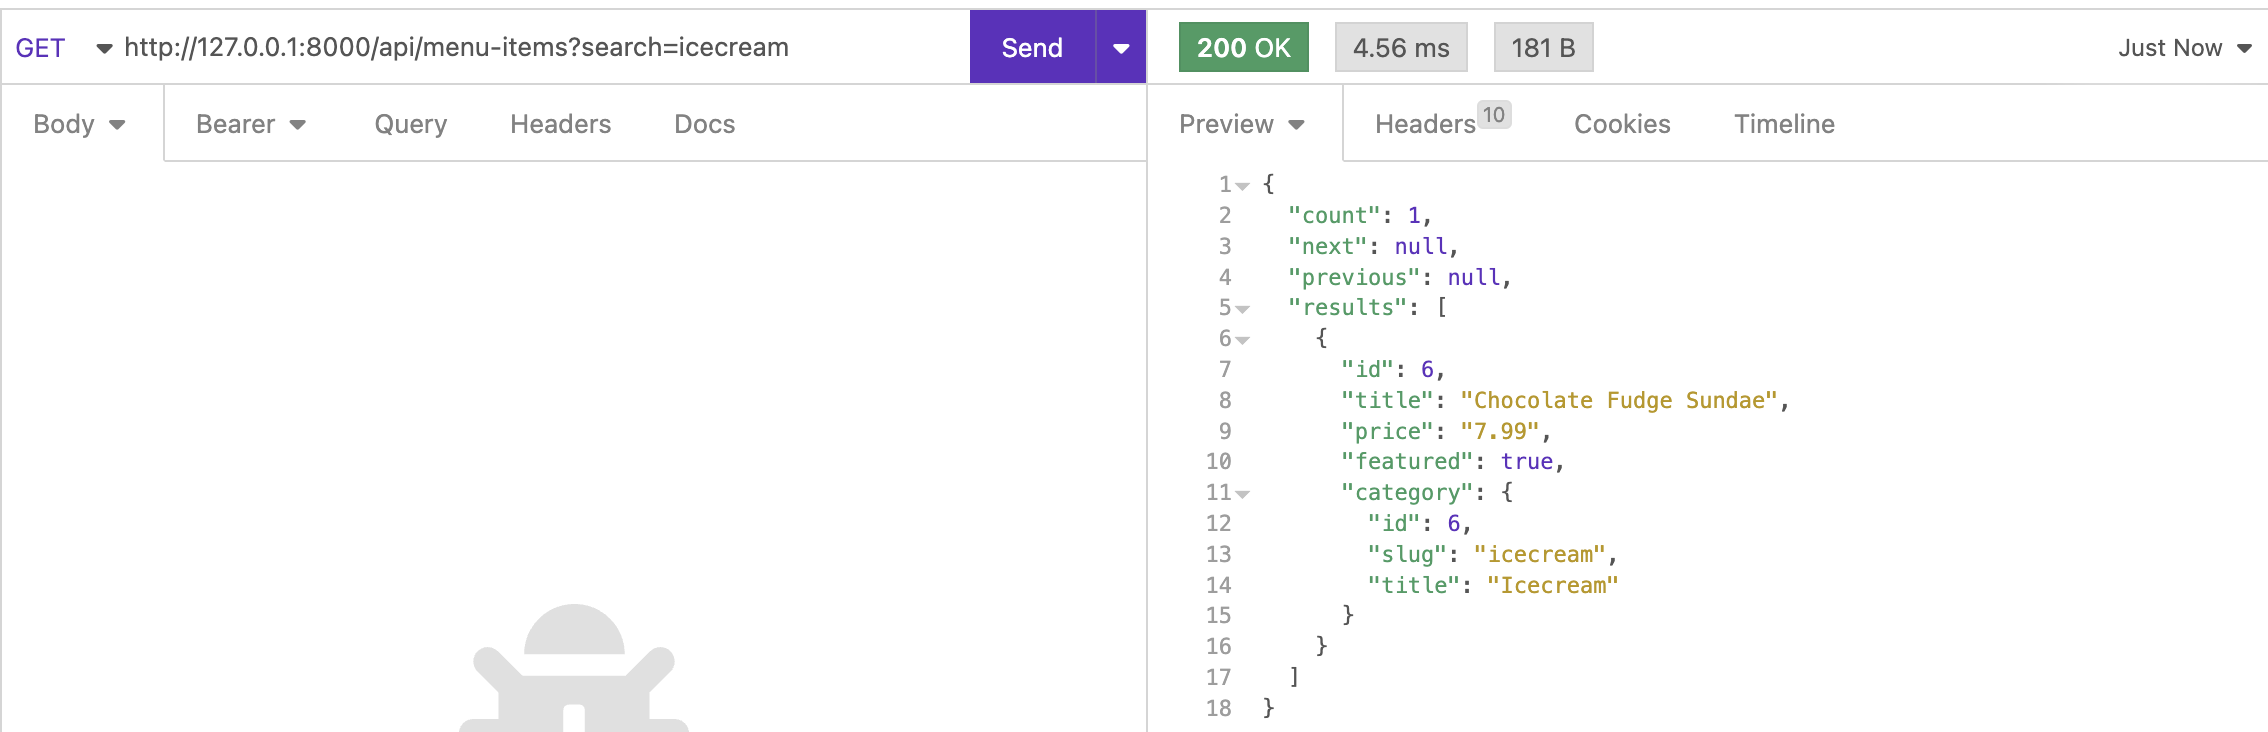 GET http://127.0.0.1:8000/api/menu-items?search=icecream Send 200 OK 4.56 ms 181 B Just Now
Body Bearer Query Headers Docs Preview Headers 10 Cookies Timeline
1 {
2 "count": 1,
3 "next": null,
4 "previous": null,
5 "results": [
6 {
7 "id": 6,
8 "title": "Chocolate Fudge Sundae",
9 "price": "7.99",
10 "featured": true,
11 "category": {
12 "id": 6,
13 "slug": "icecream",
14 "title": "Icecream"
15 }
16 }
17 ]
18 }